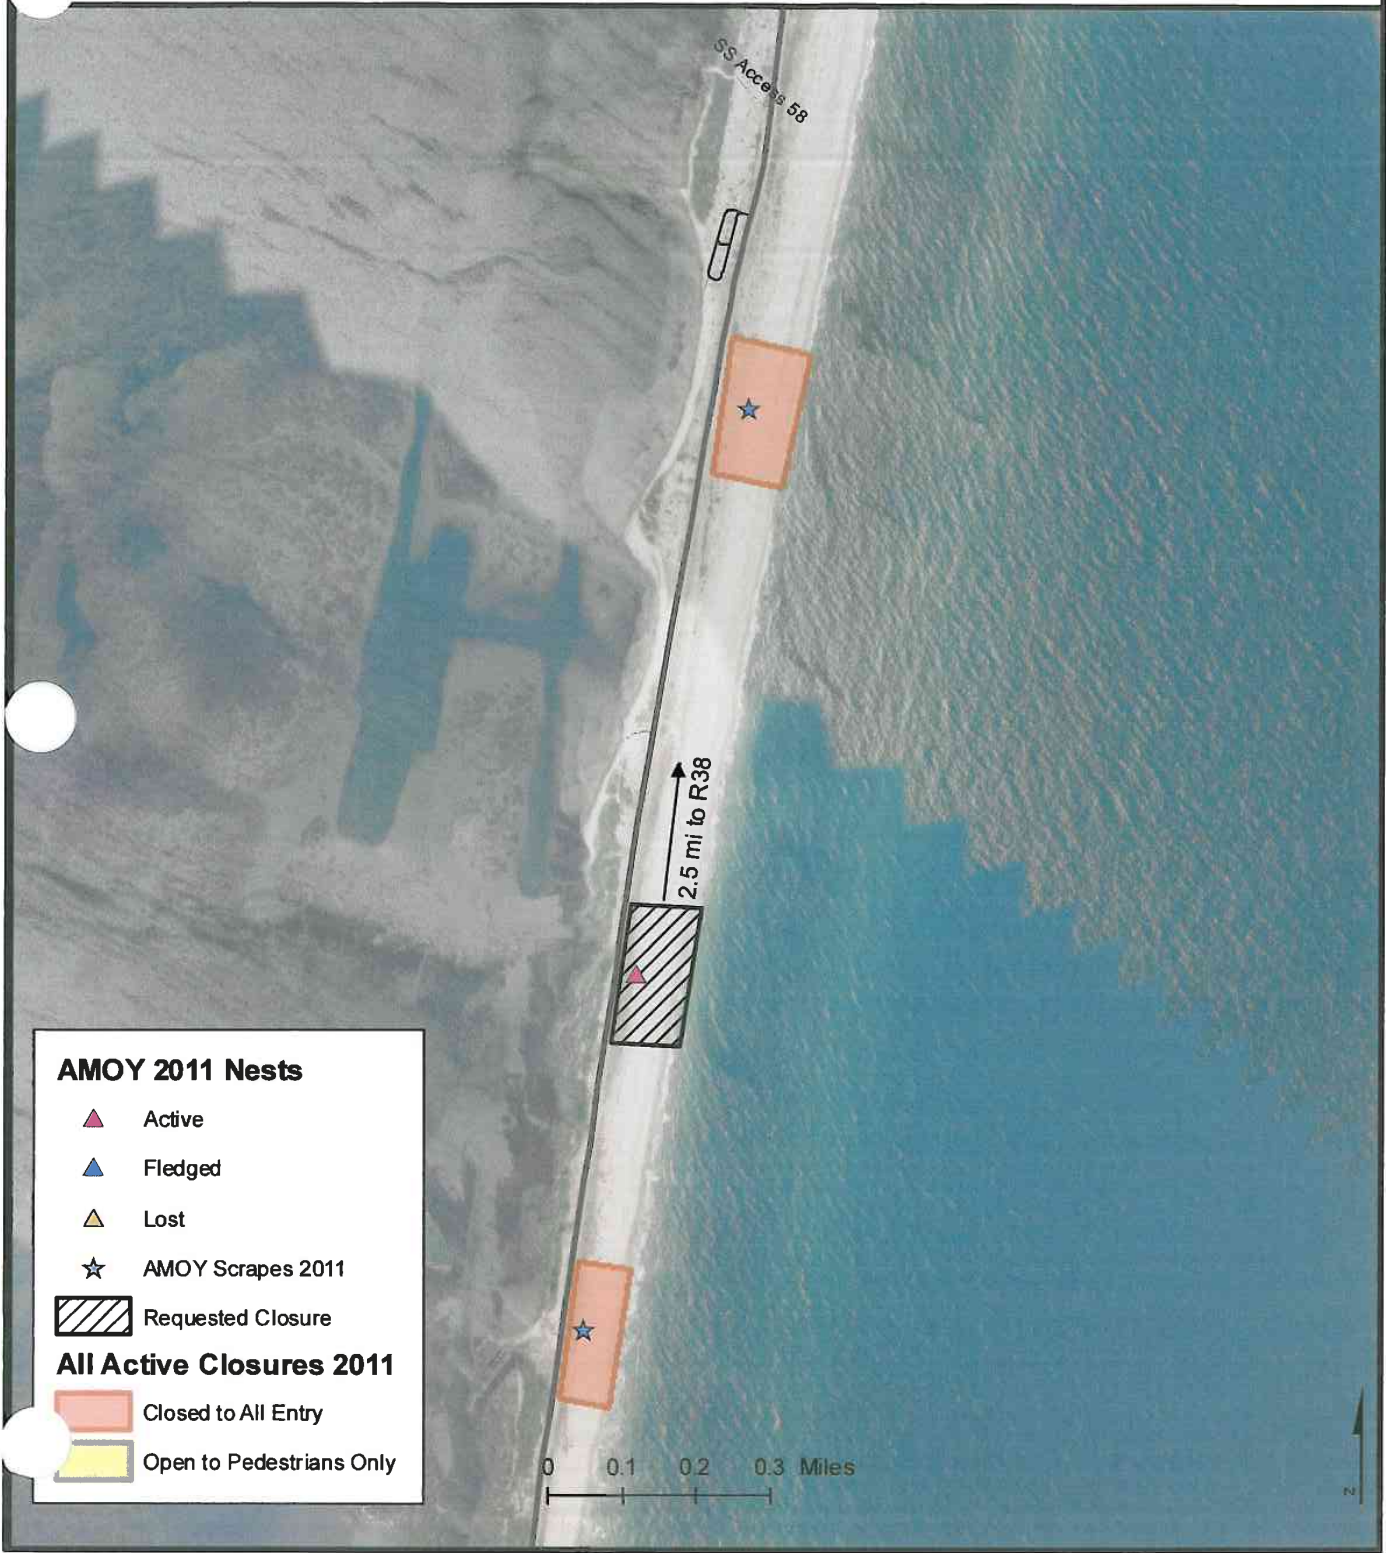 SS Access 58
2.5 mi to R38
AMOY 2011 Nests
Active
Fledged
Lost
AMOY Scrapes 2011
Requested Closure
All Active Closures 2011
Closed to All Entry
Open to Pedestrians Only
0 0.1 0.2 0.3 Miles
N